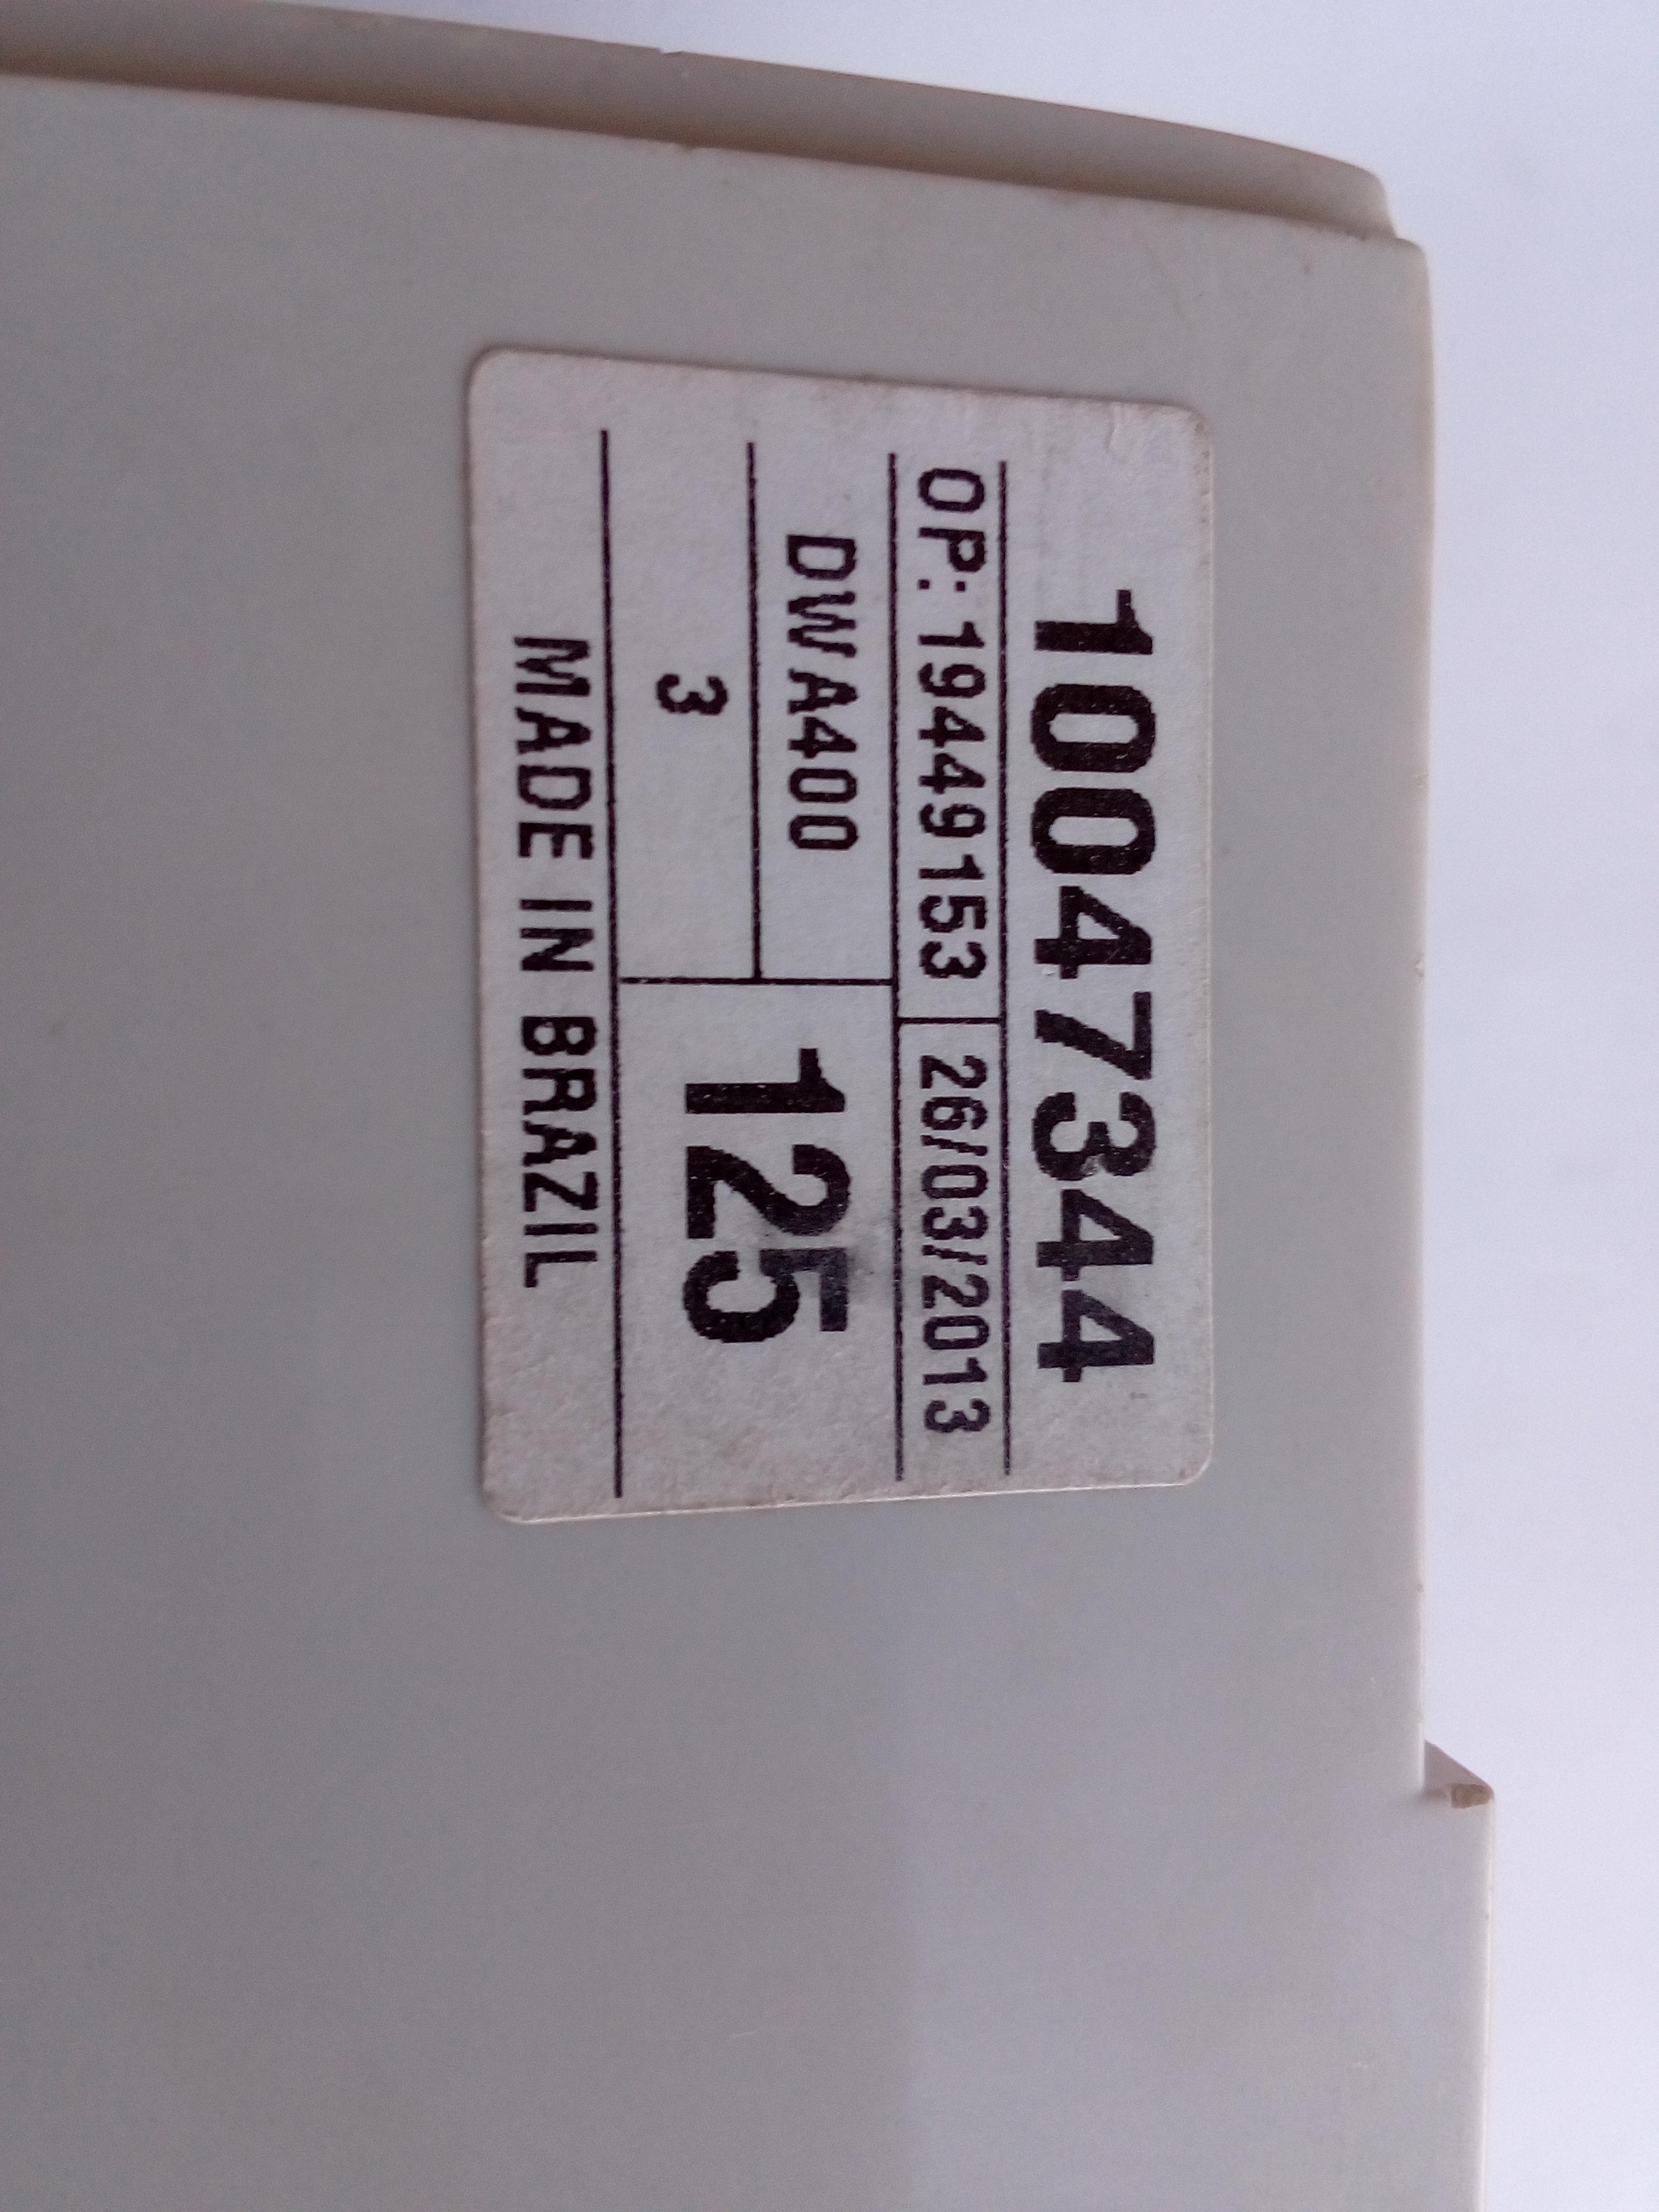 10047344
OP: 19449153 26/03/2013
DWA400
125
3
MADE IN BRAZIL